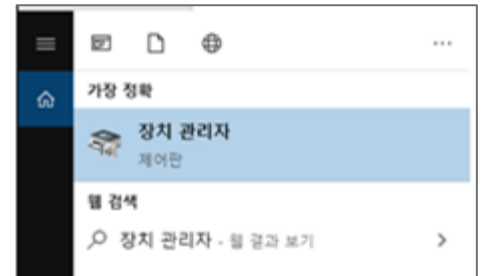 가장 정확
장치 관리자
제어판
웹 검색
장치 관리자 - 웹 결과 보기